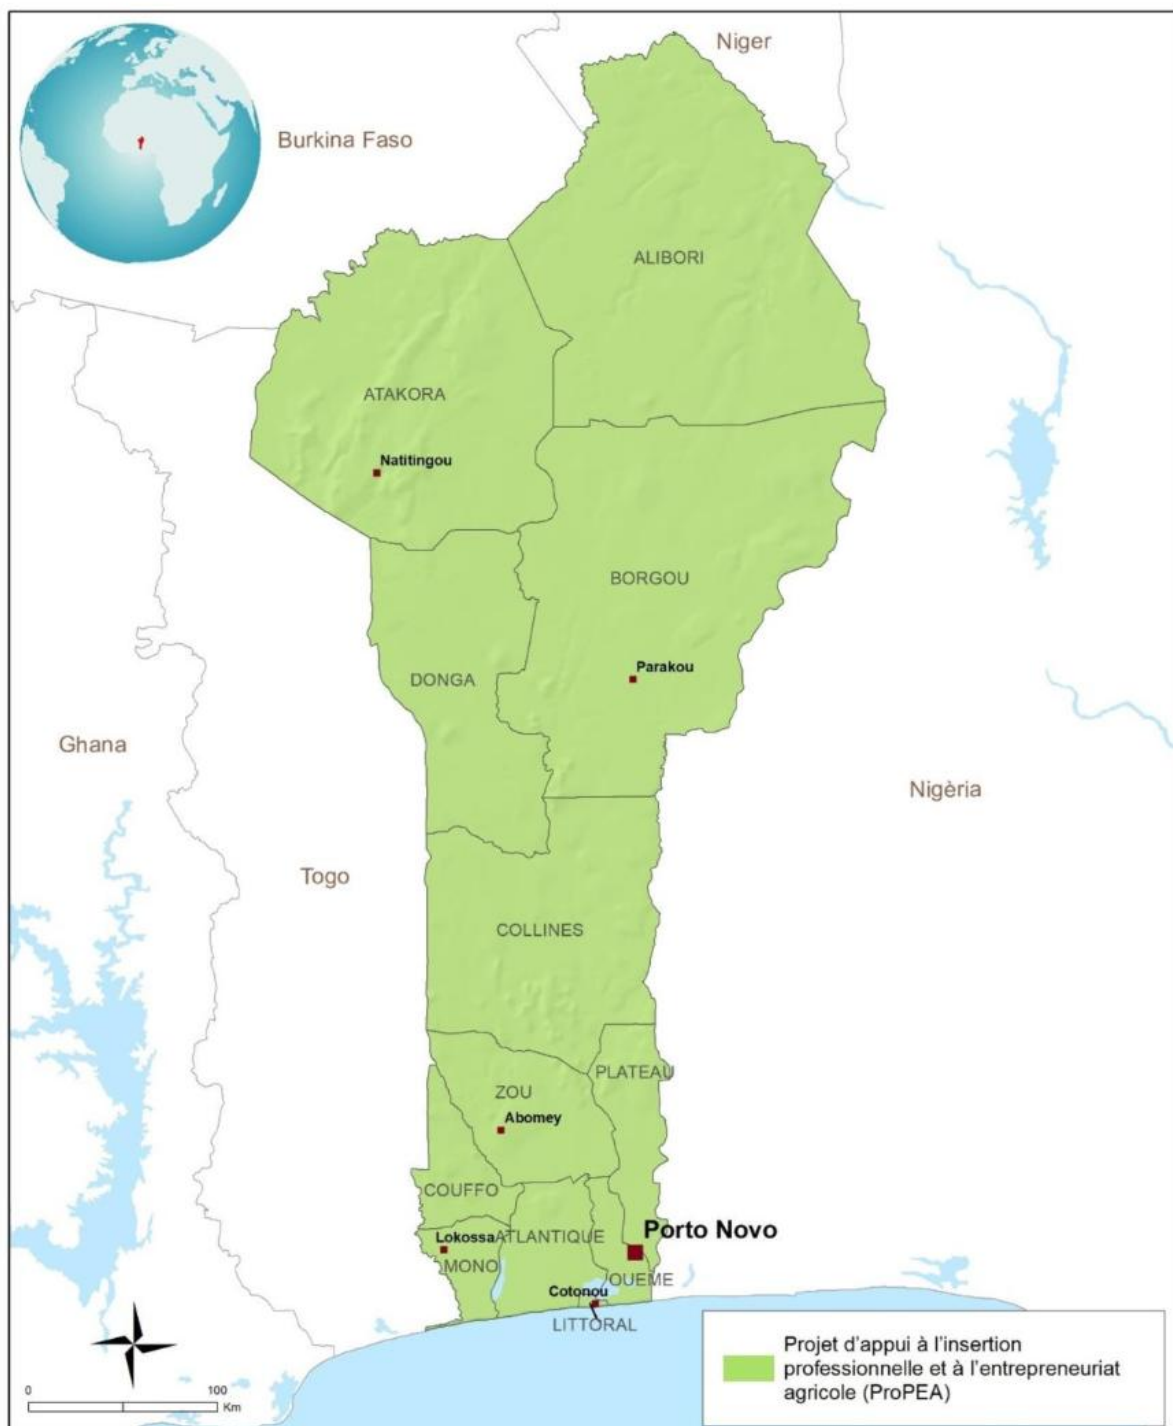 Niger
Burkina Faso
ALIBORI
ATAKORA
Natitingou
BORGOU
Parakou
DONGA
Ghana
Nigèria
Togo
COLLINES
PLATEAU
ZOU
Abomey
COUFFO
Porto Novo
Lokossa
ATLANTIQUE
MONO
OUEME
Cotonou
LITTORAL
Projet d'appui à l'insertion
professionnelle et à l'entrepreneuriat
agricole (ProPEA)
0 100
Km